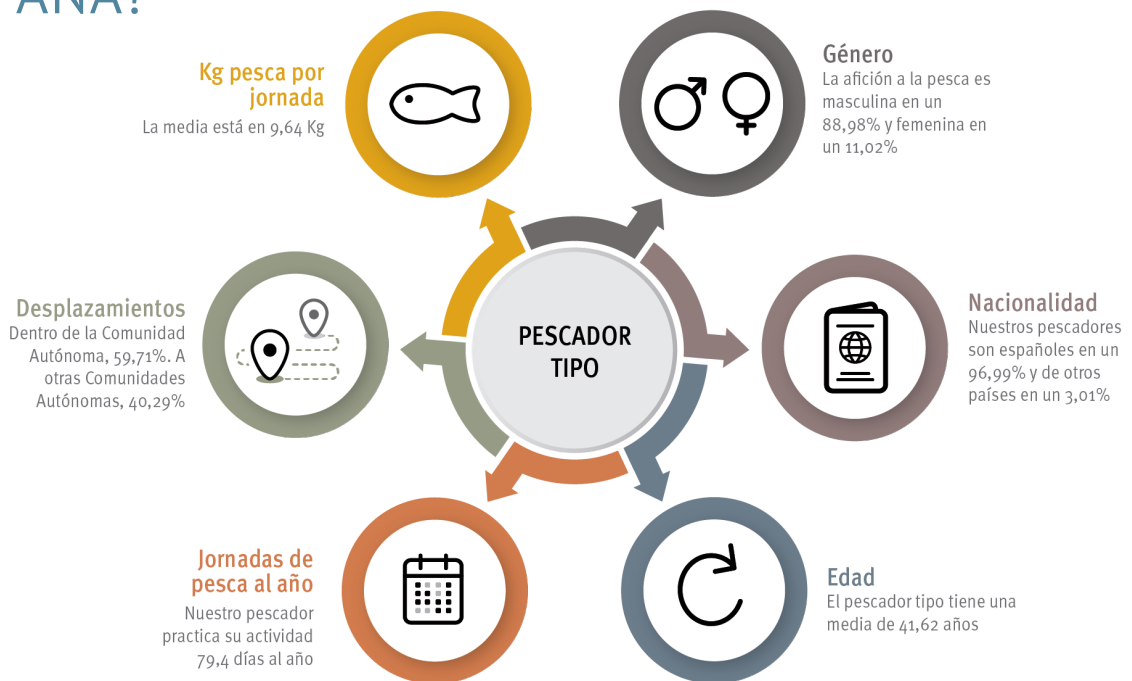 ANA?
Kg pesca por
jornada
La media está en 9,64 Kg
Género
La afición a la pesca es
masculina en un
88,98% y femenina en
un 11,02%
Desplazamientos
Dentro de la Comunidad
Autónoma, 59,71%. A
otras Comunidades
Autónomas, 40,29%
PESCADOR
TIPO
Nacionalidad
Nuestros pescadores
son españoles en un
96,99% y de otros
países en un 3,01%
Jornadas de
pesca al año
Nuestro pescador
practica su actividad
79,4 días al año
Edad
El pescador tipo tiene una
media de 41,62 años